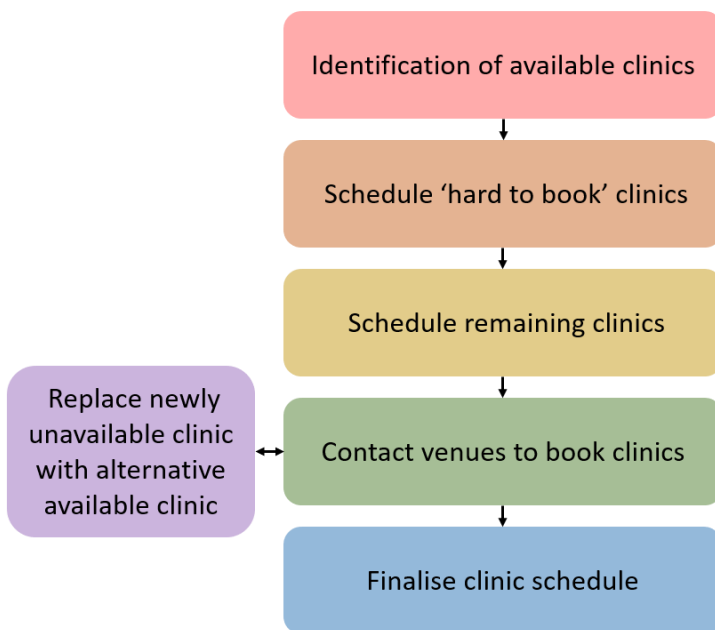 Identification of available clinics
Schedule ‘hard to book’ clinics
Schedule remaining clinics
Replace newly
unavailable clinic
with alternative
available clinic
Contact venues to book clinics
Finalise clinic schedule